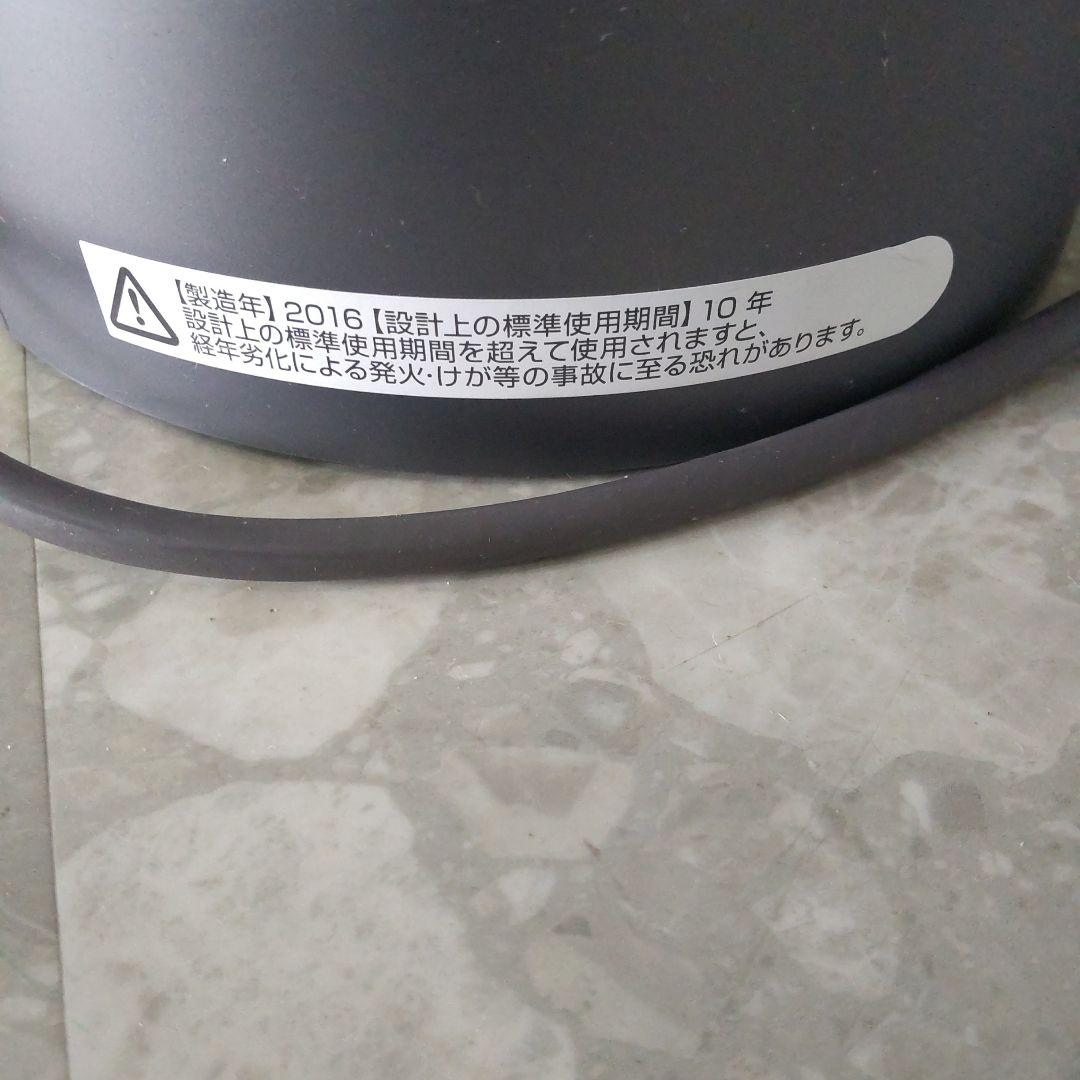 【製造年】2016【設計上の標準使用期間】10 年
設計上の標準使用期間を超えて使用されますと、
経年劣化による発火・けが等の事故に至る恐れがあります。